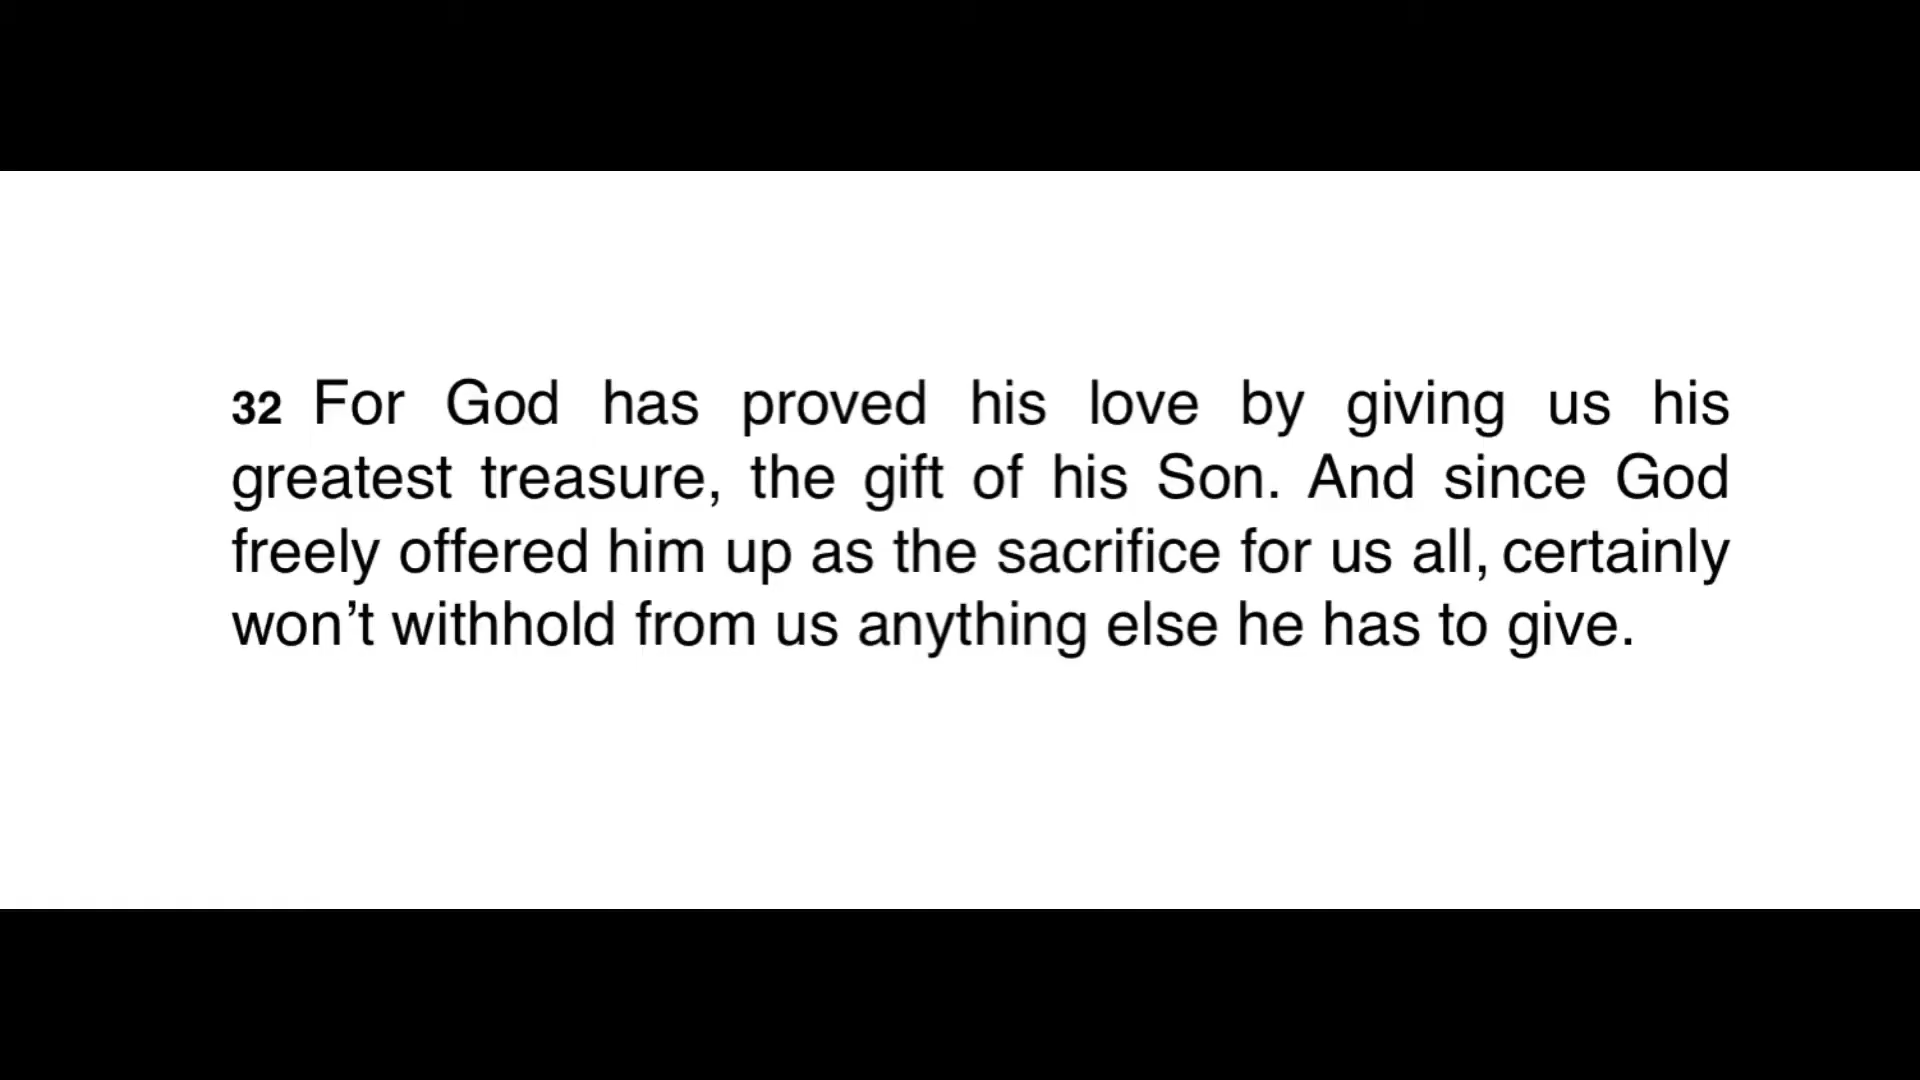 32 For God has proved his love by giving us his
greatest treasure, the gift of his Son. And since God
freely offered him up as the sacrifice for us all, certainly
won’t withhold from us anything else he has to give.